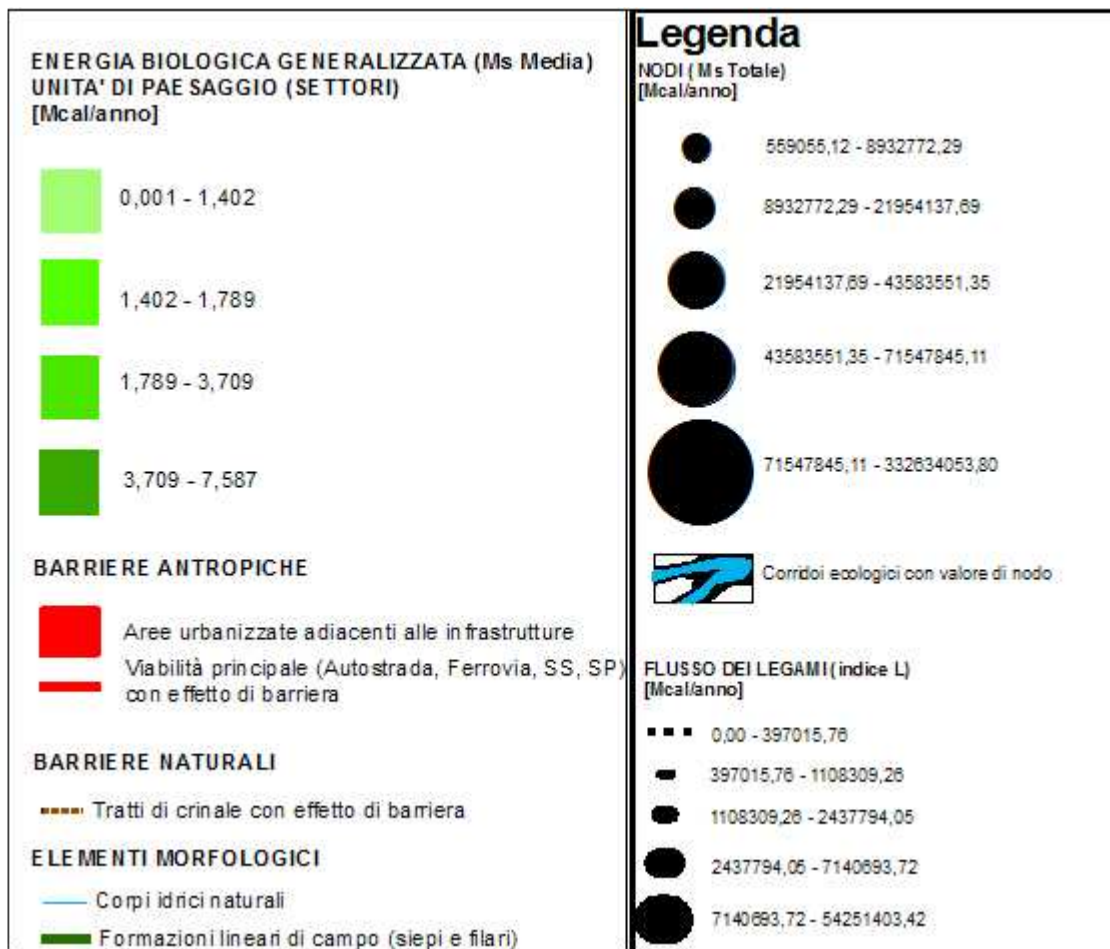 ENERGIA BIOLOGICA GENERALIZZATA (Ms Media)
UNITA' DI PAESAGGIO (SETTORI)
[Mcal/anno]
0,001 - 1,402
1,402 - 1,789
1,789 - 3,709
3,709 - 7,587
BARRIERE ANTROPICHE
Aree urbanizzate adiacenti alle infrastrutture
Viabilità principale (Autostrada, Ferrovia, SS, SP)
con effetto di barriera
BARRIERE NATURALI
Tratti di crinale con effetto di barriera
ELEMENTI MORFOLOGICI
Corpi idrici naturali
Formazioni lineari di campo (siepi e filari)
Legenda
NODI (Ms Totale)
[Mcal/anno]
559055,12 - 8932772,29
8932772,29 - 21954137,69
21954137,69 - 43583551,35
43583551,35 - 71547845,11
71547845,11 - 332634053,80
Corridoi ecologici con valore di nodo
FLUSSO DEI LEGAMI (indice L)
[Mcal/anno]
0,00 - 397015,76
397015,76 - 1108309,26
1108309,26 - 2437794,05
2437794,05 - 7140693,72
7140693,72 - 54251403,42